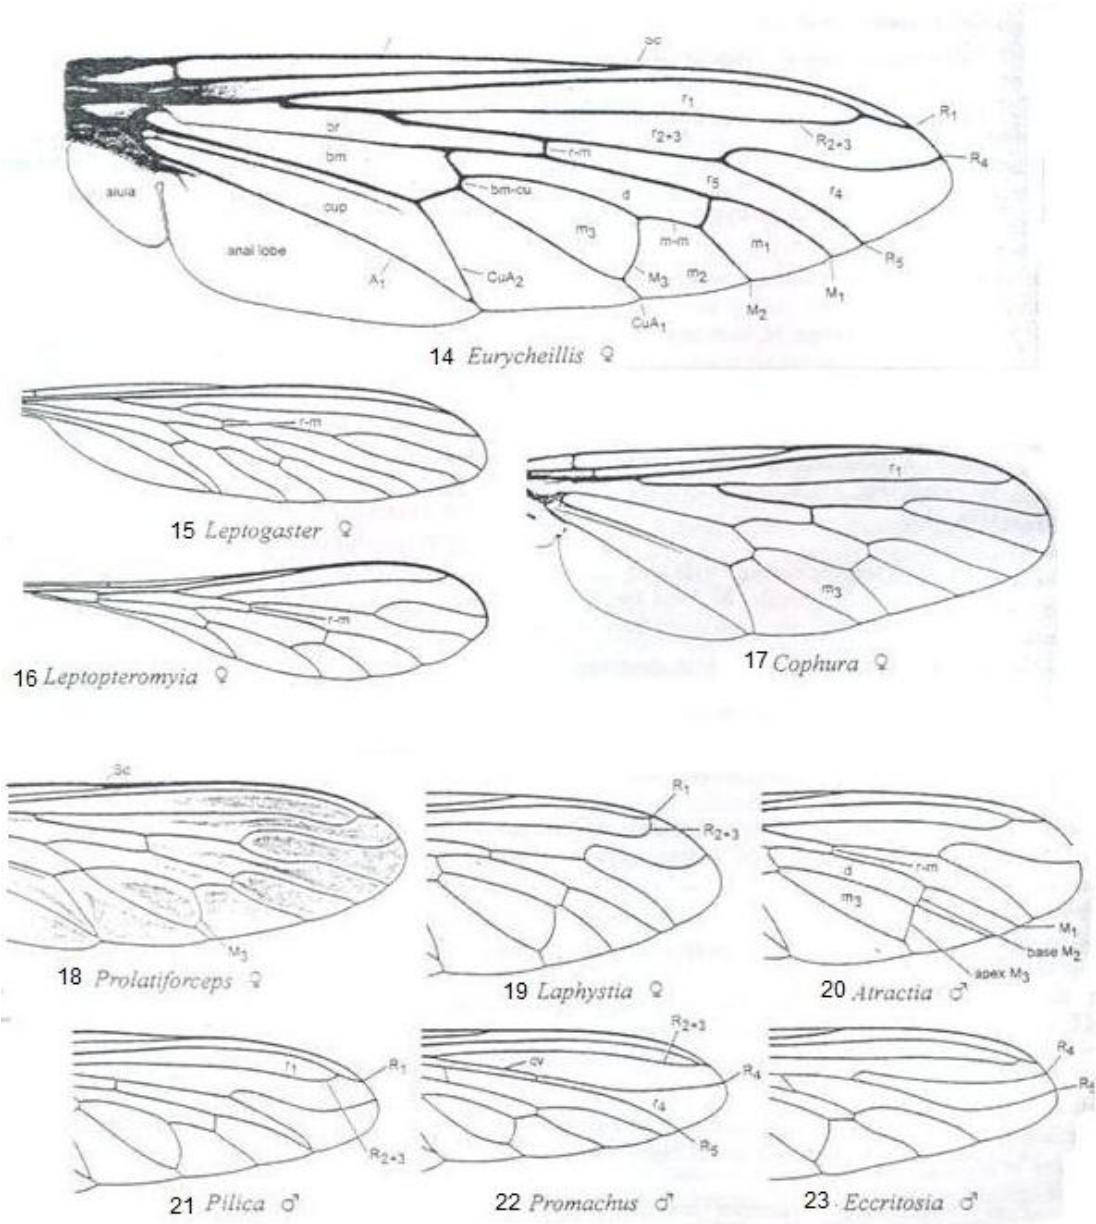 Sc
r1
R1
R2+3
br
r2+3
r-m
R4
bm
r5
bm-cu
alula
d
r4
cup
m3
m-m
m1
anal lobe
R5
A1
CuA2
M3
m2
M1
M2
CuA1
14 Eurycheillis ♀
r-m
r1
15 Leptogaster ♀
r-m
m3
16 Leptopteromyia ♀
17 Cophura ♀
Sc
R1
R2+3
r-m
d
m3
M1
M3
base M2
apex M3
18 Prolatiforceps ♀
19 Laphystia ♀
20 Atractia ♂
R2+3
r1
R1
cv
R4
R4
r4
R5
R2+3
R5
21 Pilica ♂
22 Promachus ♂
23 Eccritosia ♂